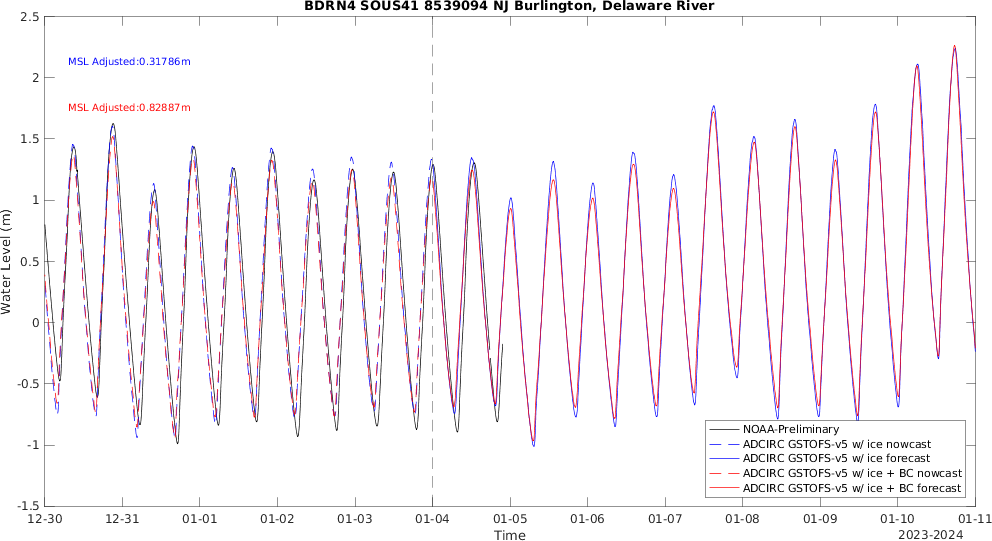 BDRN4 SOUS41 8539094 NJ Burlington, Delaware River
2.5
2
1.5
1
0.5
0
-0.5
-1
-1.5
Water Level (m)
MSL Adjusted:0.31786m
MSL Adjusted:0.82887m
NOAA-Preliminary
ADCIRC GSTOFS-v5 w/ ice nowcast
ADCIRC GSTOFS-v5 w/ ice forecast
ADCIRC GSTOFS-v5 w/ ice + BC nowcast
ADCIRC GSTOFS-v5 w/ ice + BC forecast
12-30 12-31 01-01 01-02 01-03 01-04 01-05 01-06 01-07 01-08 01-09 01-10 01-11
Time
2023-2024